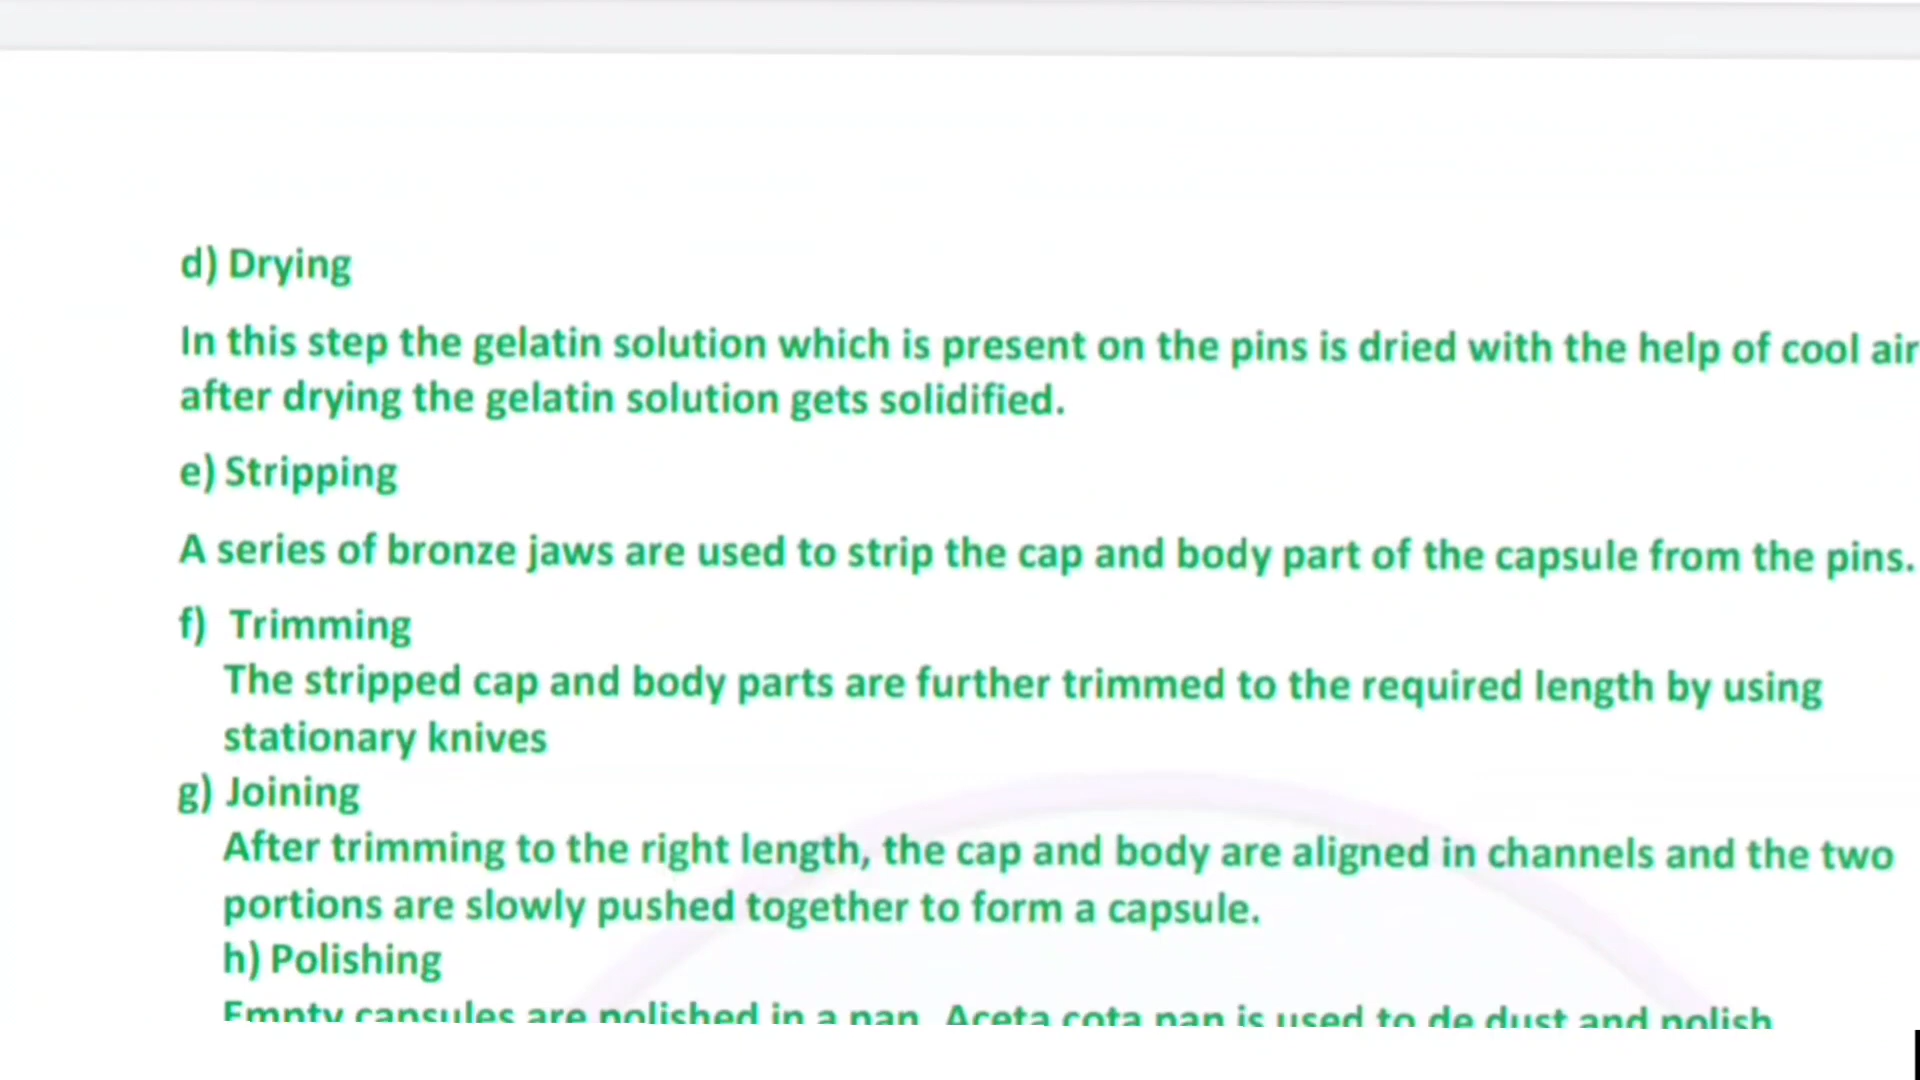 d) Drying
In this step the gelatin solution which is present on the pins is dried with the help of cool air
after drying the gelatin solution gets solidified.
e) Stripping
A series of bronze jaws are used to strip the cap and body part of the capsule from the pins.
f) Trimming
The stripped cap and body parts are further trimmed to the required length by using
stationary knives
g) Joining
After trimming to the right length, the cap and body are aligned in channels and the two
portions are slowly pushed together to form a capsule.
h) Polishing
Empty capsules are polished in a pan. Aceta cota pan is used to de dust and polish